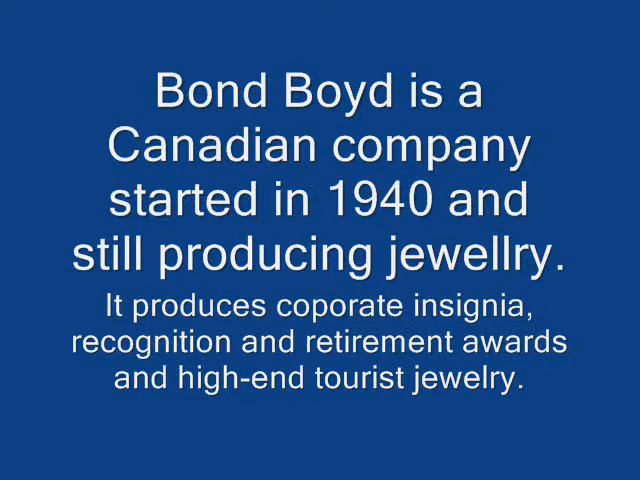 Bond Boyd is a
Canadian company
started in 1940 and
still producing jewellry.
It produces coporate insignia,
recognition and retirement awards
and high-end tourist jewelry.